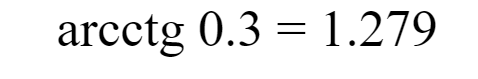 arcctg 0.3 = 1.279